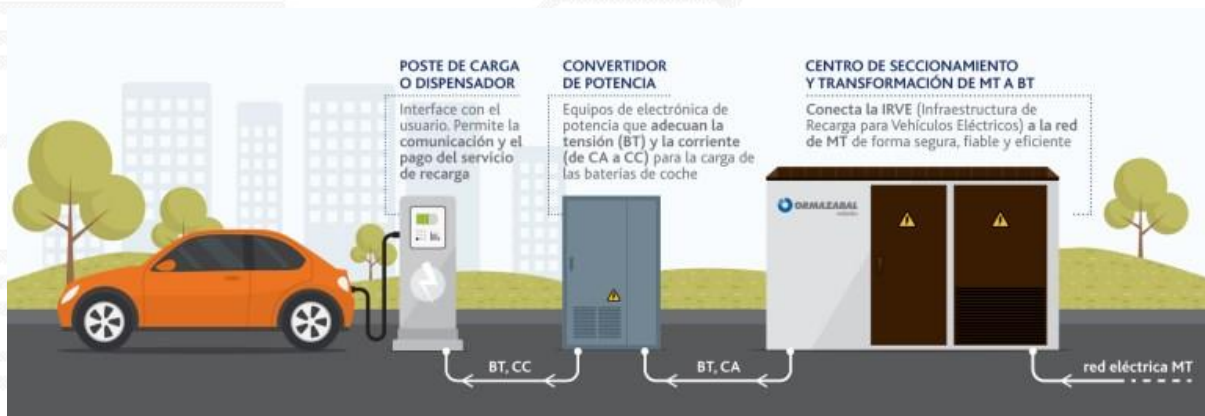 POSTE DE CARGA
O DISPENSADOR
Interface con el
usuario. Permite la
comunicación y el
pago del servicio
de recarga
CONVERTIDOR
DE POTENCIA
Equipos de electrónica de
potencia que adecuan la
tensión (BT) y la corriente
(de CA a CC) para la carga de
las baterías de coche
CENTRO DE SECCIONAMIENTO
Y TRANSFORMACIÓN DE MT A BT
Conecta la IRVE (Infraestructura de
Recarga para Vehículos Eléctricos) a la red
de MT de forma segura, fiable y eficiente
ORMAZABAL
BT, CC
BT, CA
red eléctrica MT